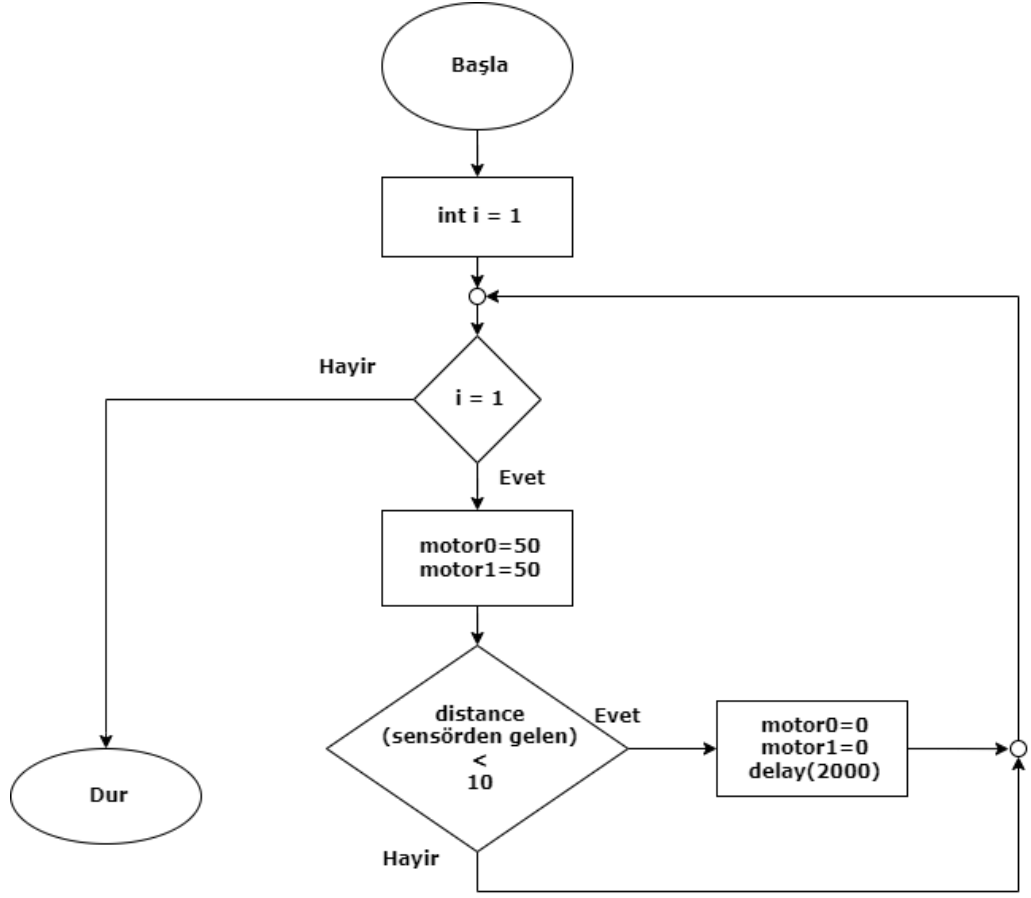 Başla
int i = 1
Hayir
i = 1
Evet
motor0=50
motor1=50
distance
(sensörden gelen)
<
10
Evet
motor0=0
motor1=0
delay(2000)
Dur
Hayir